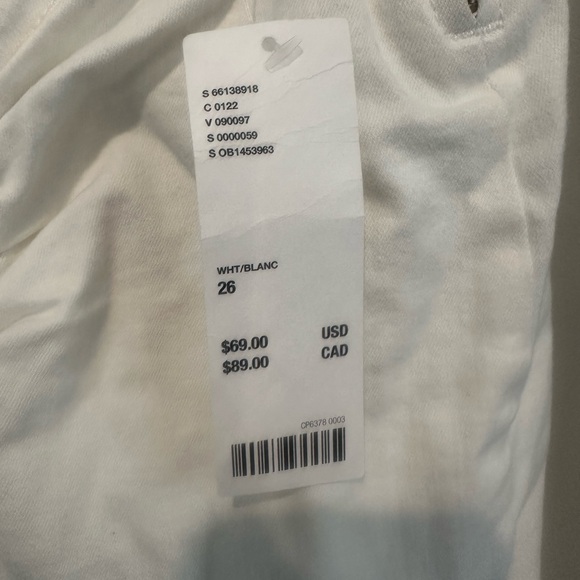 S 66138918
C 0122
V 090097
S 0000059
S OB1453963
WHT/BLANC
26
$69.00 USD
$89.00 CAD
CP6378 0003